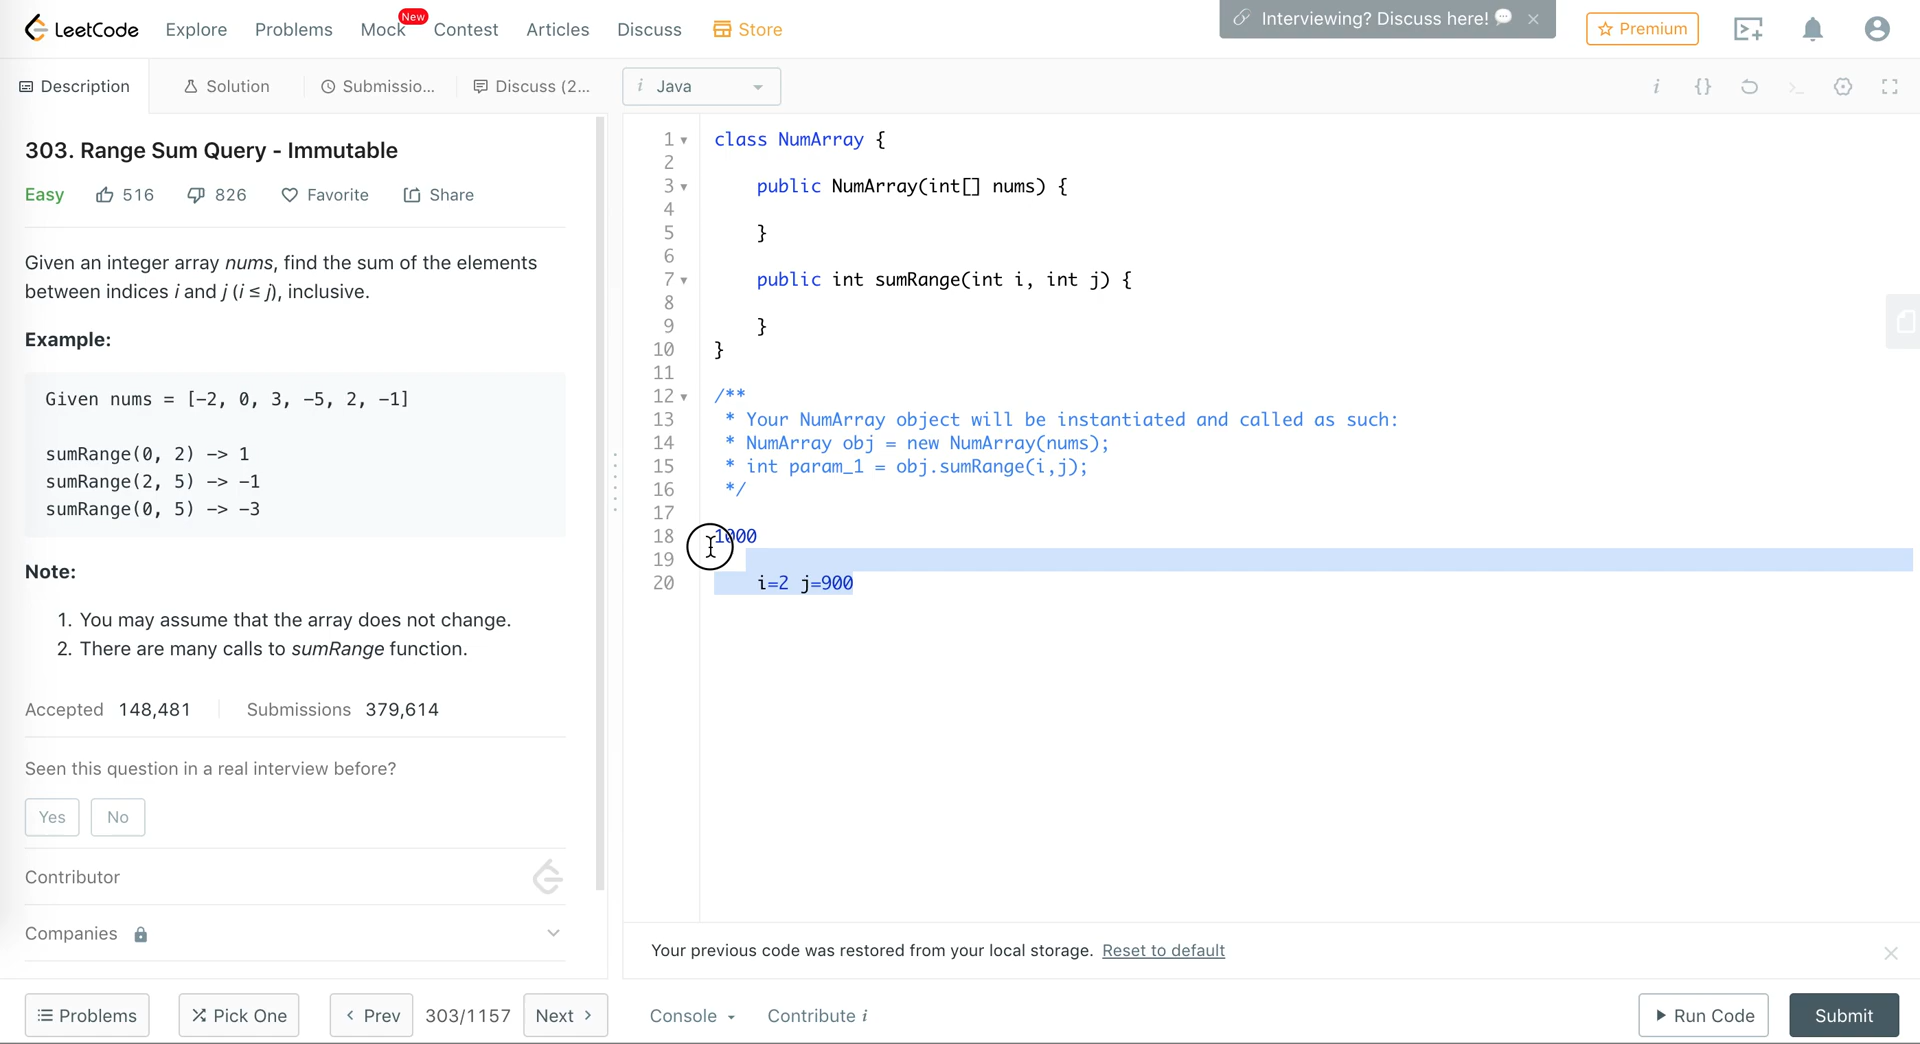 LeetCode Explore Problems Mock New Contest Articles Discuss Store Interviewing? Discuss here! Premium
Description Solution Submissio... Discuss (2... i Java
303. Range Sum Query - Immutable
Easy 516 826 Favorite Share
Given an integer array nums, find the sum of the elements
between indices i and j (i ≤ j), inclusive.
Example:
Given nums = [-2, 0, 3, -5, 2, -1]
sumRange(0, 2) -> 1
sumRange(2, 5) -> -1
sumRange(0, 5) -> -3
Note:
1. You may assume that the array does not change.
2. There are many calls to sumRange function.
Accepted 148,481 Submissions 379,614
Seen this question in a real interview before?
Yes No
Contributor
Companies
1 class NumArray {
2
3 public NumArray(int[] nums) {
4
5 }
6
7 public int sumRange(int i, int j) {
8
9 }
10 }
11
12 /**
13 * Your NumArray object will be instantiated and called as such:
14 * NumArray obj = new NumArray(nums);
15 * int param_1 = obj.sumRange(i,j);
16 */
17
18 1000
19
20 i=2 j=900
Your previous code was restored from your local storage. Reset to default
Problems Pick One Prev 303/1157 Next Console Contribute i Run Code Submit